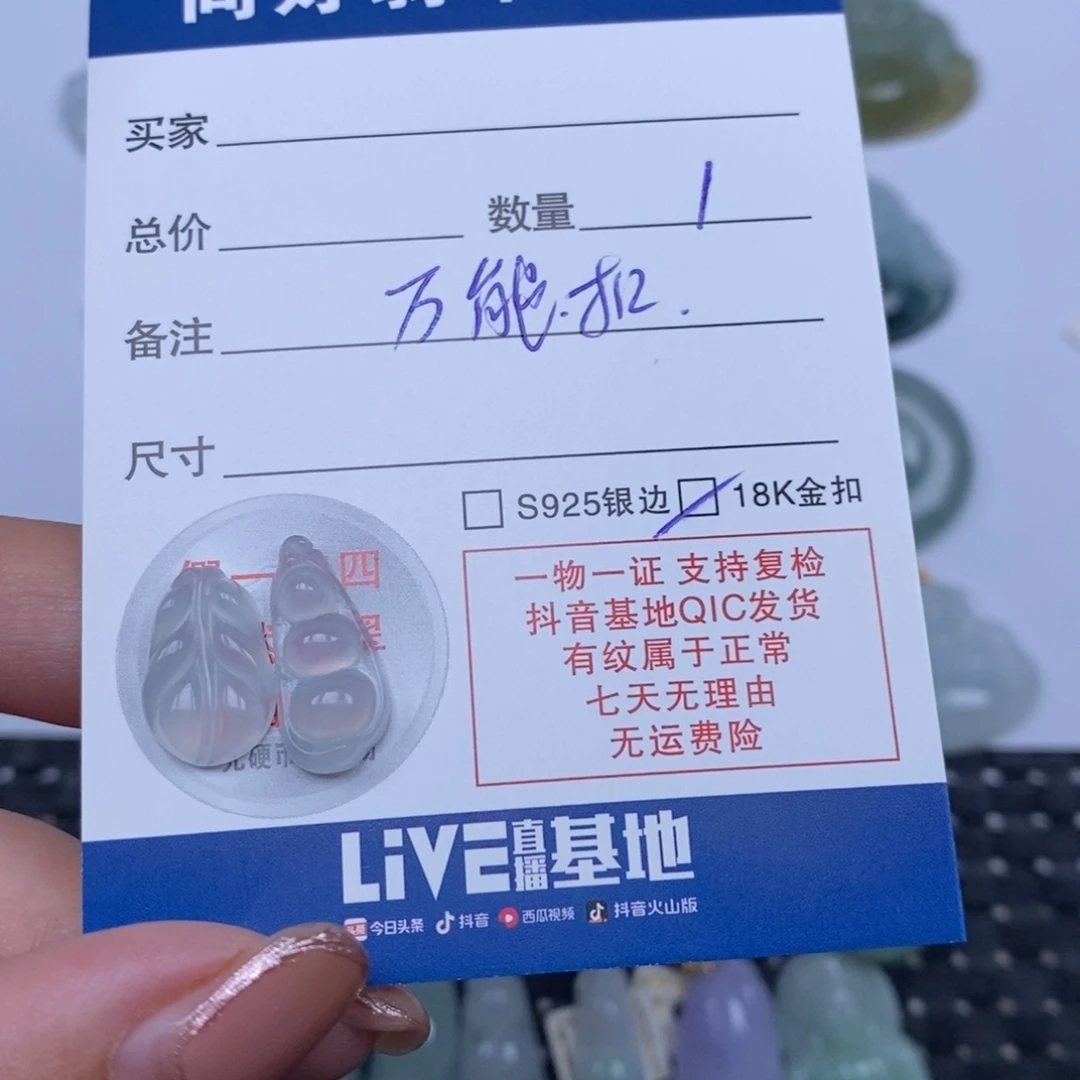 买家
总价 数量 1
备注 万能扣.
尺寸
S925银边 18K金扣
一物一证 支持复检
抖音基地QIC发货
有纹属于正常
七天无理由
无运费险
四
元硬币
LiVE直播基地
今日头条 抖音 西瓜视频 抖音火山版